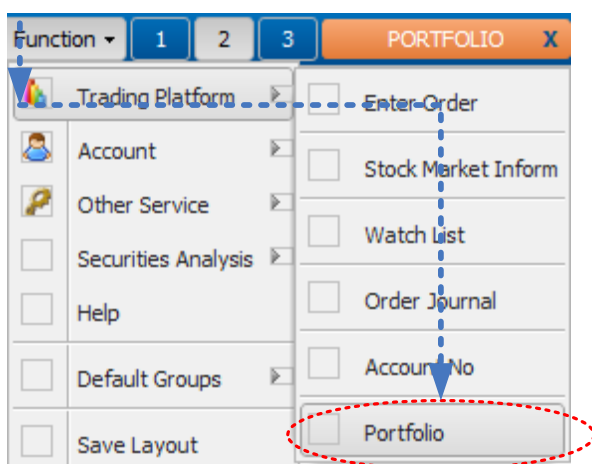 Function 1 2 3 PORTFOLIO X
Trading Platform
Account
Other Service
Securities Analysis
Help
Default Groups
Save Layout
Enter Order
Stock Market Inform
Watch List
Order Journal
Account No
Portfolio